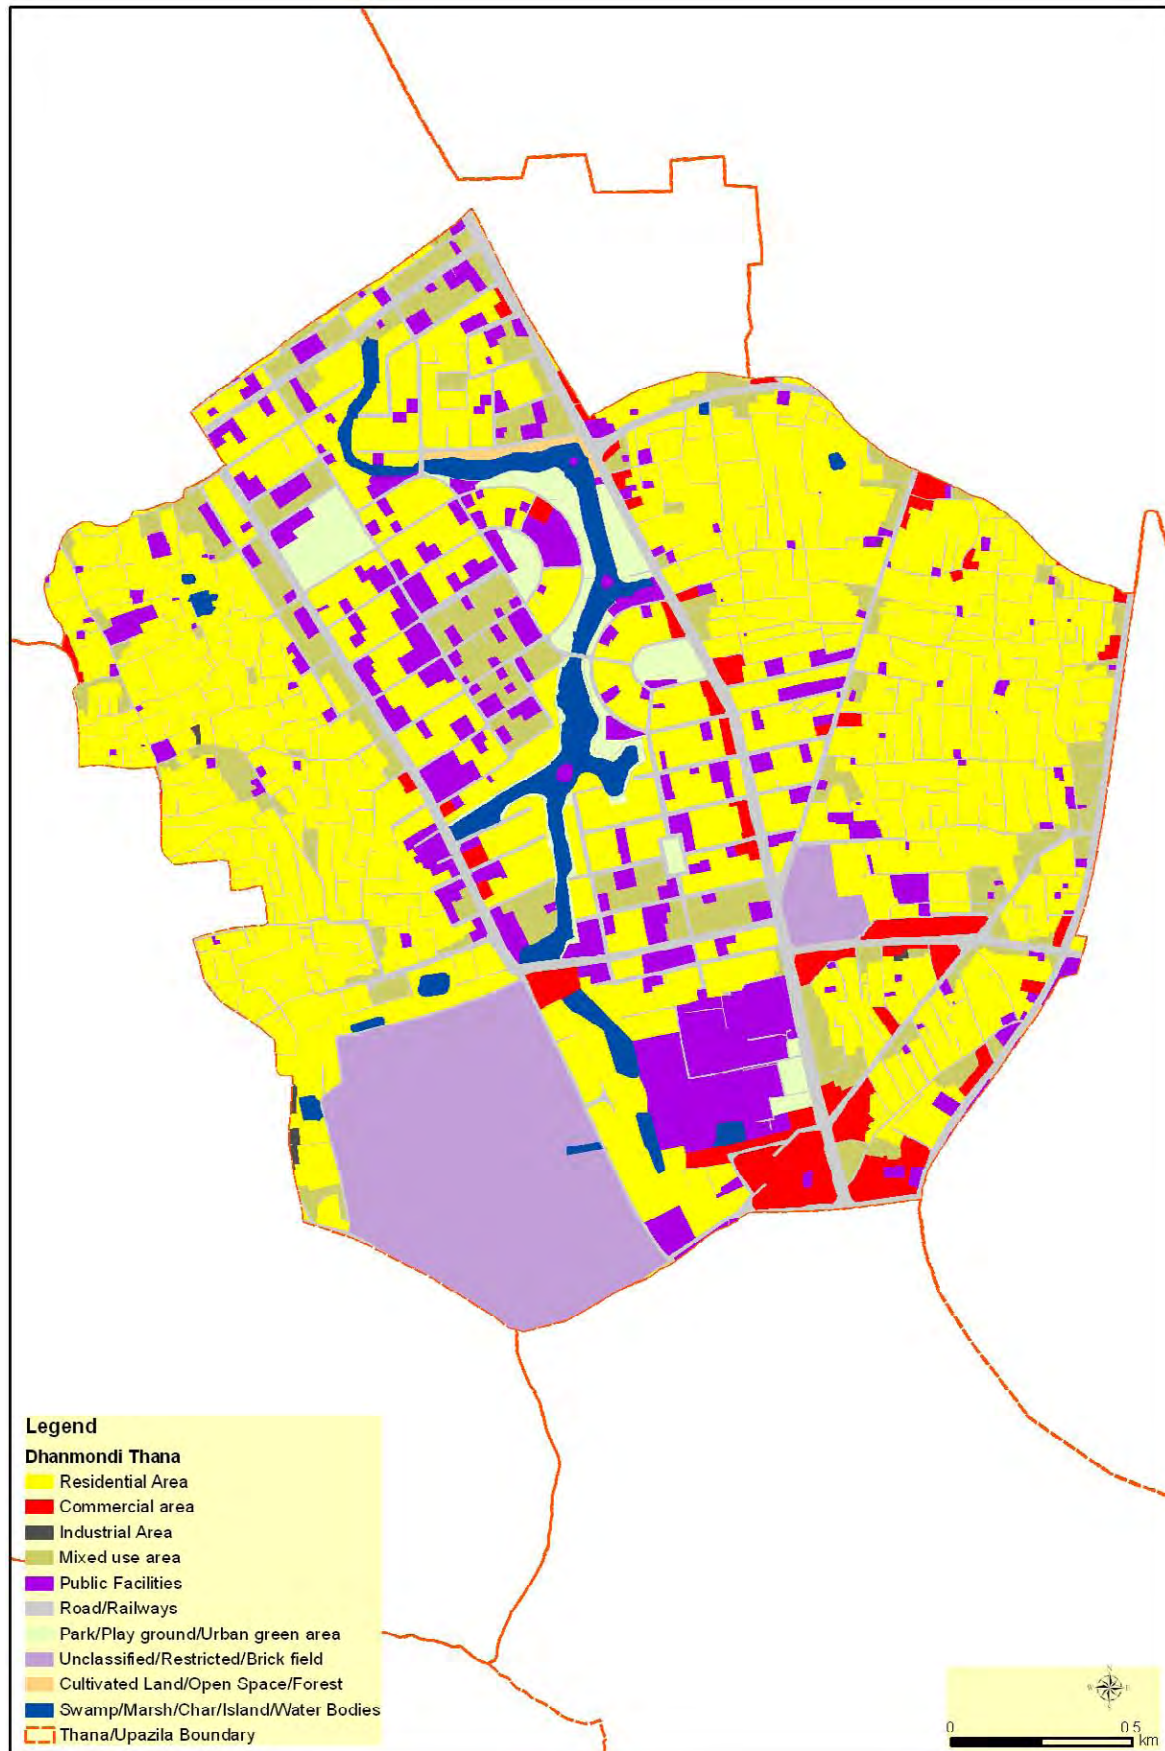 Legend
Dhanmondi Thana
Residential Area
Commercial area
Industrial Area
Mixed use area
Public Facilities
Road/Railways
Park/Play ground/Urban green area
Unclassified/Restricted/Brick field
Cultivated Land/Open Space/Forest
Swamp/Marsh/Char/Island/Water Bodies
Thana/Upazila Boundary
N
W E
S
0 0.5
km